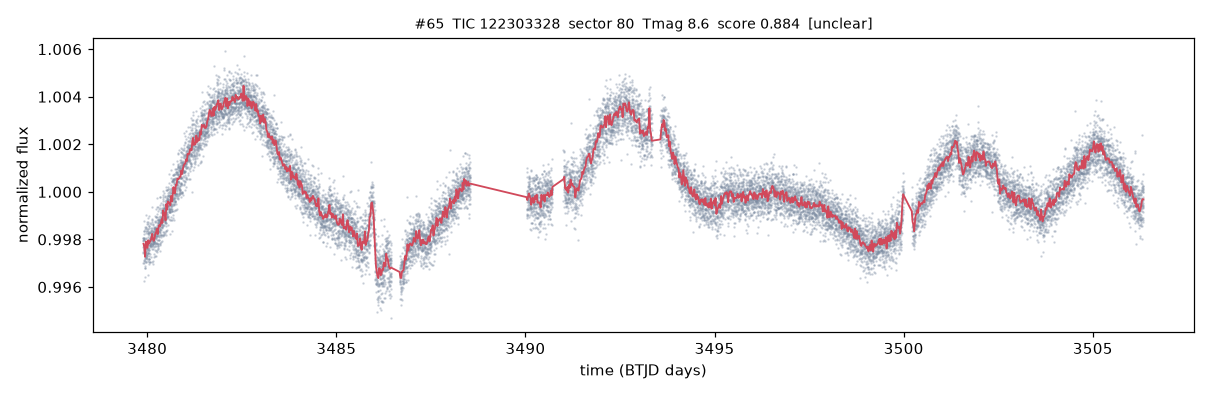 #65 TIC 122303328 sector 80 Tmag 8.6 score 0.884 [unclear]
1.006
1.004
1.002
1.000
0.998
0.996
normalized flux
3480 3485 3490 3495 3500 3505
time (BTJD days)